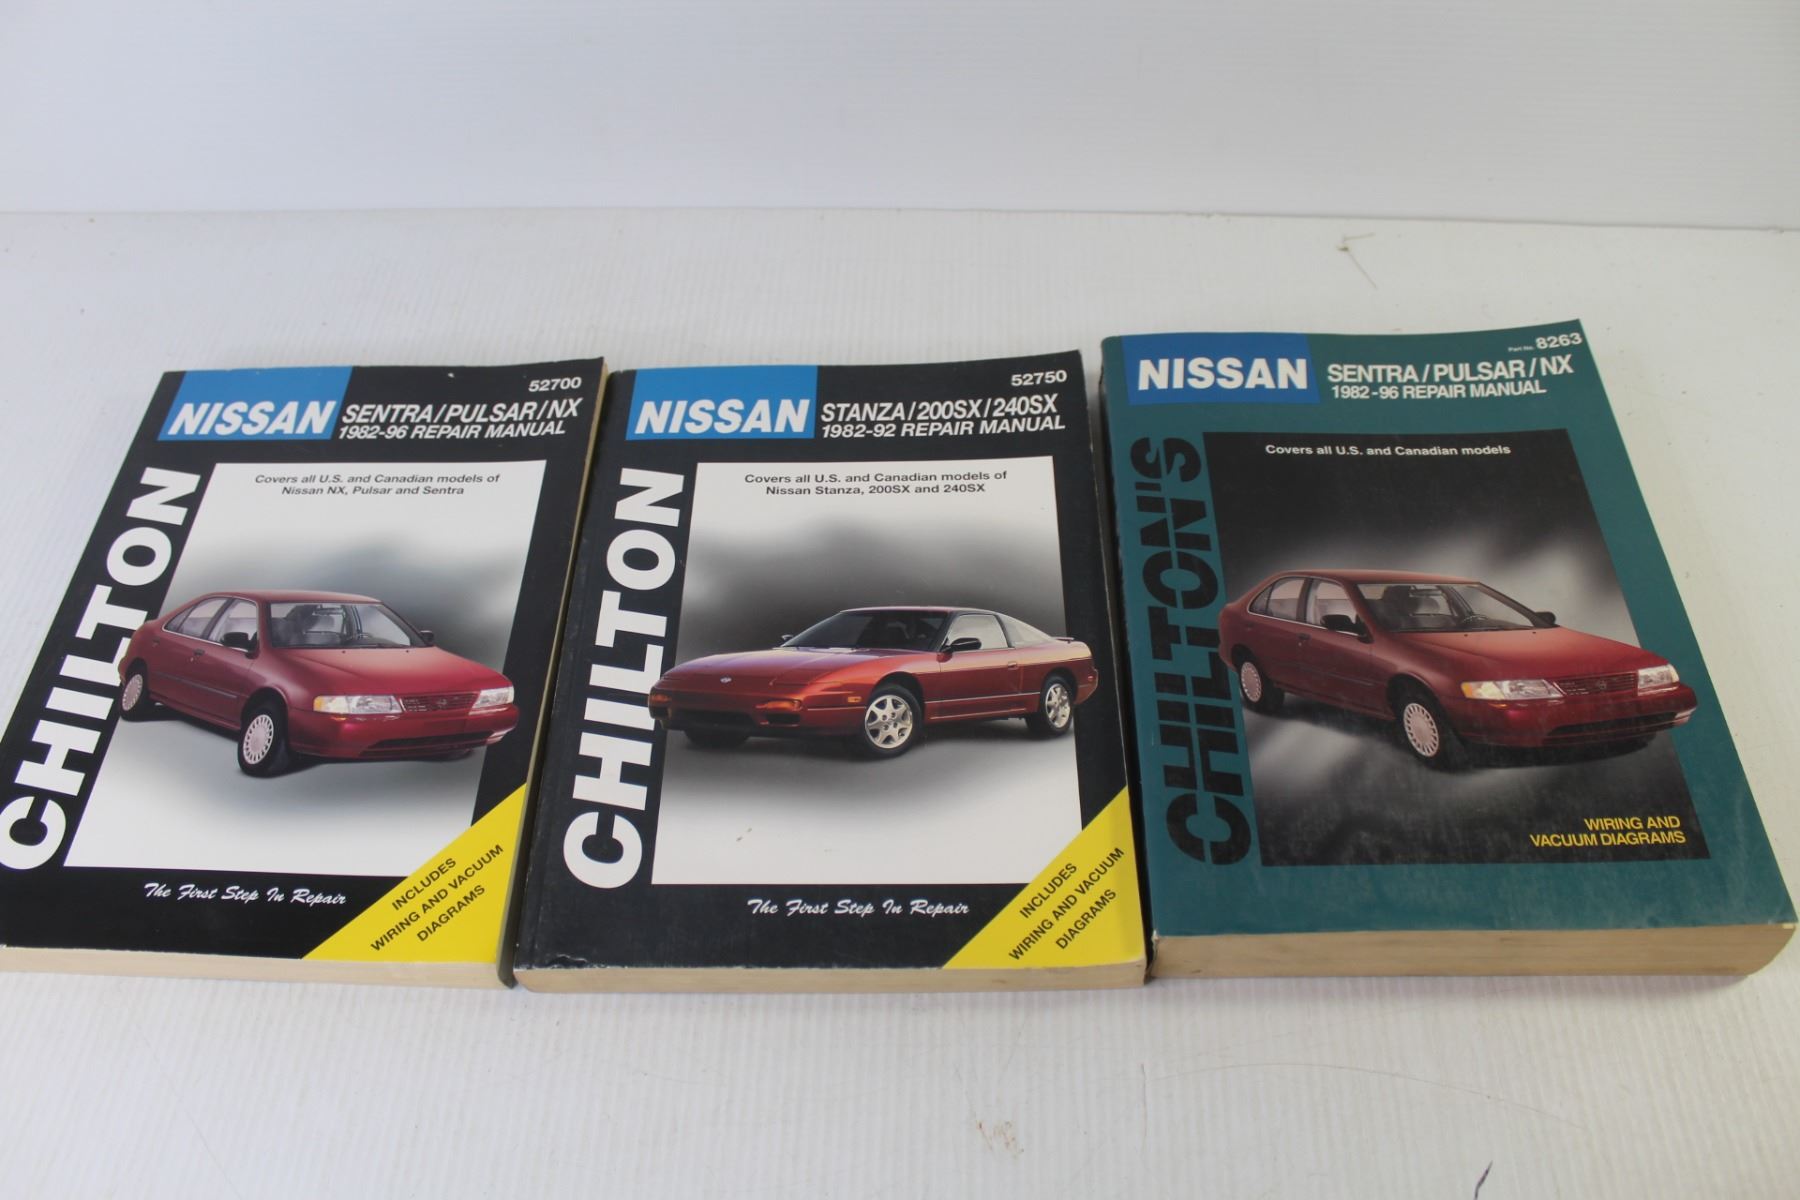 52700
NISSAN
SENTRA/PULSAR/NX
1982-96 REPAIR MANUAL
Covers all U.S. and Canadian models of
Nissan NX, Pulsar and Sentra
CHILTON
The First Step In Repair
INCLUDES
WIRING AND VACUUM
DIAGRAMS
52750
NISSAN
STANZA/200SX/240SX
1982-92 REPAIR MANUAL
Covers all U.S. and Canadian models of
Nissan Stanza, 200SX and 240SX
CHILTON
The First Step In Repair
INCLUDES
WIRING AND VACUUM
DIAGRAMS
Part No. 8263
NISSAN
SENTRA/PULSAR/NX
1982-96 REPAIR MANUAL
Covers all U.S. and Canadian models
CHILTON'S
WIRING AND
VACUUM DIAGRAMS